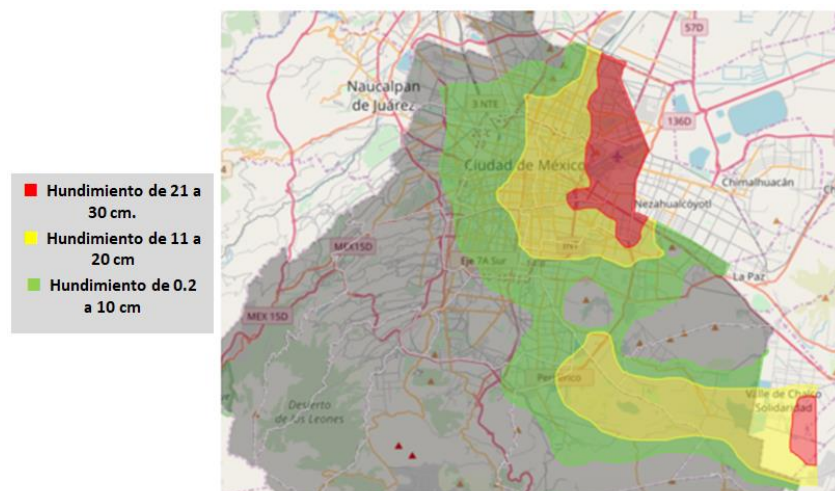 Hundimiento de 21 a
30 cm.
Hundimiento de 11 a
20 cm
Hundimiento de 0.2
a 10 cm
57D
Naucalpan
de Juárez
3 NTE
136D
Ciudad de México
Chimalhuacán
Nezahualcóyotl
MEX15D
Eje 7A Sur
La Paz
MEX 15D
Valle de Chalco
Solidaridad
Desierto
de los Leones